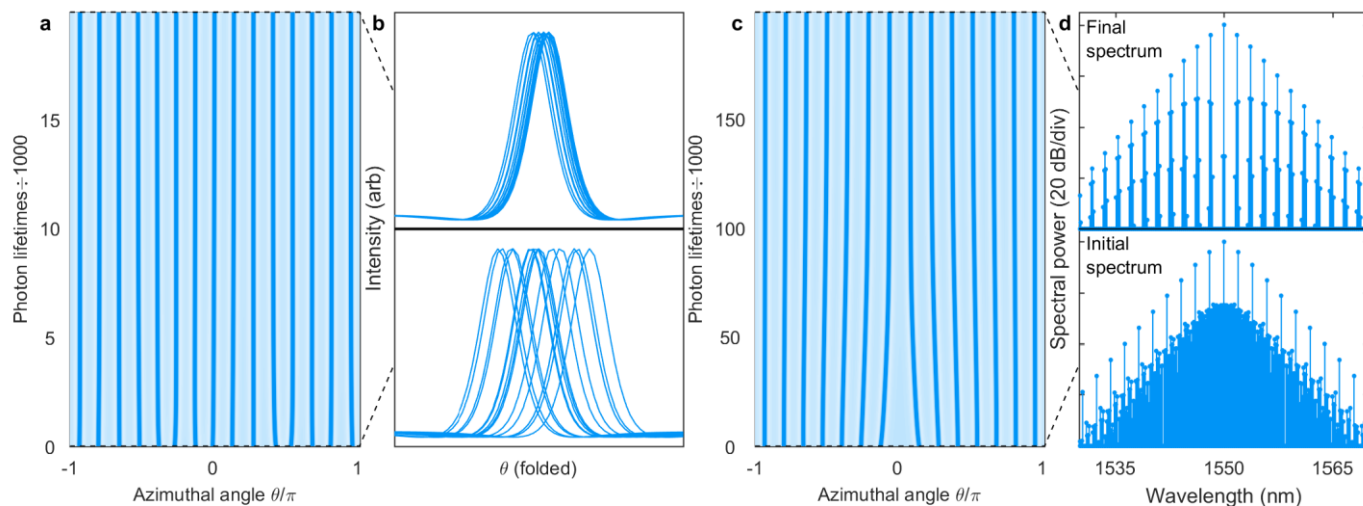 a
b
c
d
Photon lifetimes÷1000
0
5
10
15
-1
0
1
Azimuthal angle θ/π
Intensity (arb)
θ (folded)
Photon lifetimes÷1000
0
50
100
150
-1
0
1
Azimuthal angle θ/π
Spectral power (20 dB/div)
Final
spectrum
Initial
spectrum
1535
1550
1565
Wavelength (nm)